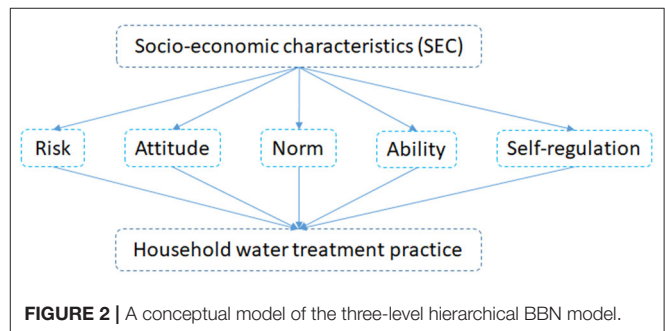 Socio-economic characteristics (SEC)
Risk Attitude Norm Ability Self-regulation
Household water treatment practice
FIGURE 2 | A conceptual model of the three-level hierarchical BBN model.